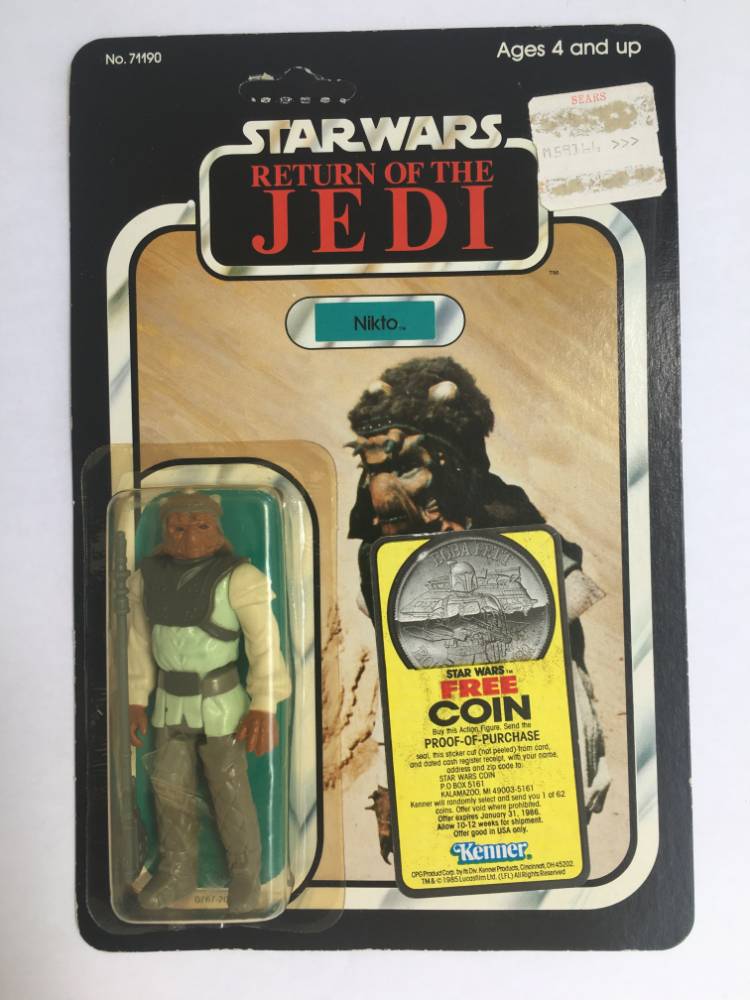 No. 71190
Ages 4 and up
SEARS
>>>
STAR WARS
RETURN OF THE
JEDI
TM
Nikto™
BOBA FETT
STAR WARS™
FREE
COIN
Buy this Action Figure. Send the
PROOF-OF-PURCHASE
seal, this sticker cut (not peeled) from card,
and dated cash register receipt, with your name,
address and zip code to:
STAR WARS COIN
P.O BOX 5161
KALAMAZOO, MI 49003-5161
Kenner will randomly select and send you 1 of 62
coins. Offer void where prohibited.
Offer expires January 31, 1986.
Allow 10-12 weeks for shipment.
Offer good in USA only.
Kenner
CPG Product Corp. by its Div. Kenner Products, Cincinnati, OH 45202.
TM & © 1985 Lucasfilm Ltd. (LFL) All Rights Reserved